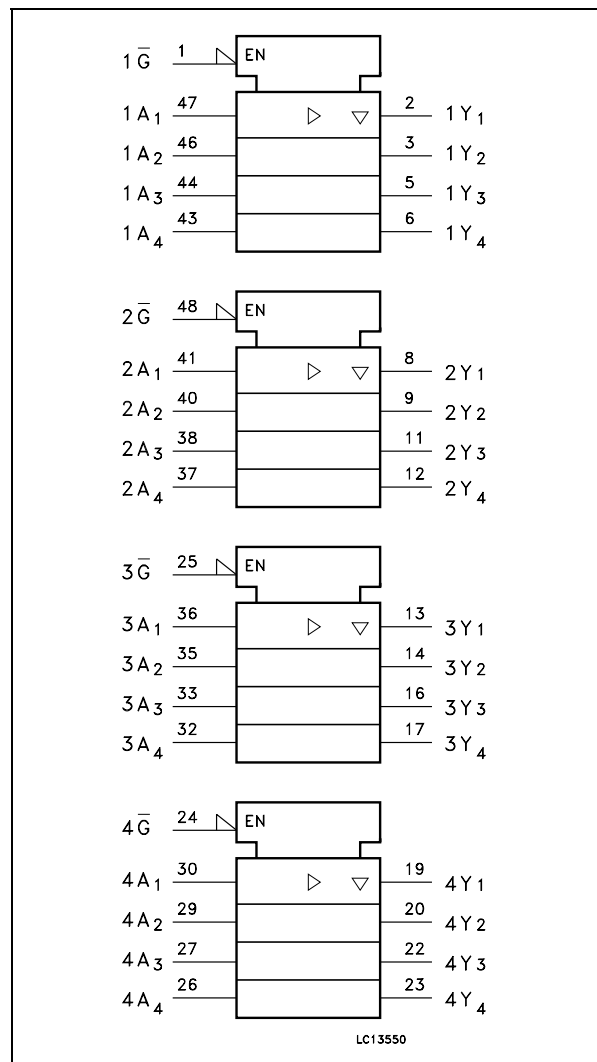 1G̅ 1 EN
1A₁ 47 2 1Y₁
1A₂ 46 3 1Y₂
1A₃ 44 5 1Y₃
1A₄ 43 6 1Y₄
2G̅ 48 EN
2A₁ 41 8 2Y₁
2A₂ 40 9 2Y₂
2A₃ 38 11 2Y₃
2A₄ 37 12 2Y₄
3G̅ 25 EN
3A₁ 36 13 3Y₁
3A₂ 35 14 3Y₂
3A₃ 33 16 3Y₃
3A₄ 32 17 3Y₄
4G̅ 24 EN
4A₁ 30 19 4Y₁
4A₂ 29 20 4Y₂
4A₃ 27 22 4Y₃
4A₄ 26 23 4Y₄
LC13550